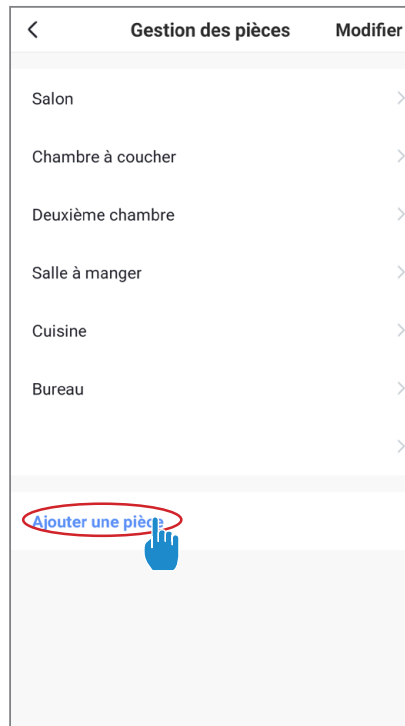 Gestion des pièces Modifier
Salon
Chambre à coucher
Deuxième chambre
Salle à manger
Cuisine
Bureau
Ajouter une pièce